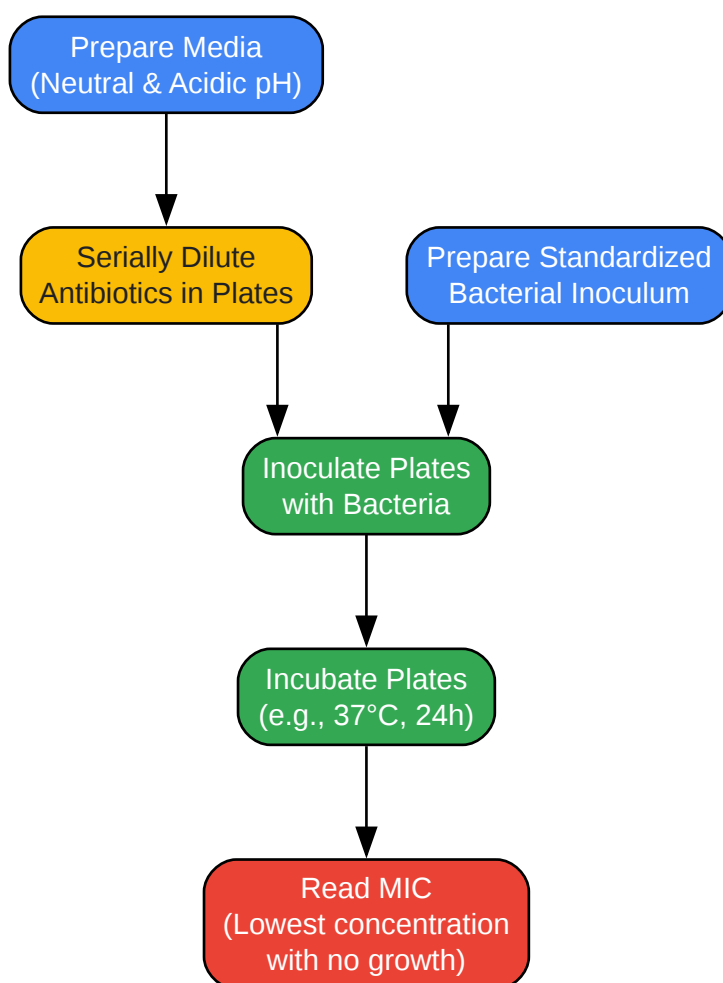 Prepare Media
(Neutral & Acidic pH)
Serially Dilute
Antibiotics in Plates
Prepare Standardized
Bacterial Inoculum
Inoculate Plates
with Bacteria
Incubate Plates
(e.g., 37°C, 24h)
Read MIC
(Lowest concentration
with no growth)